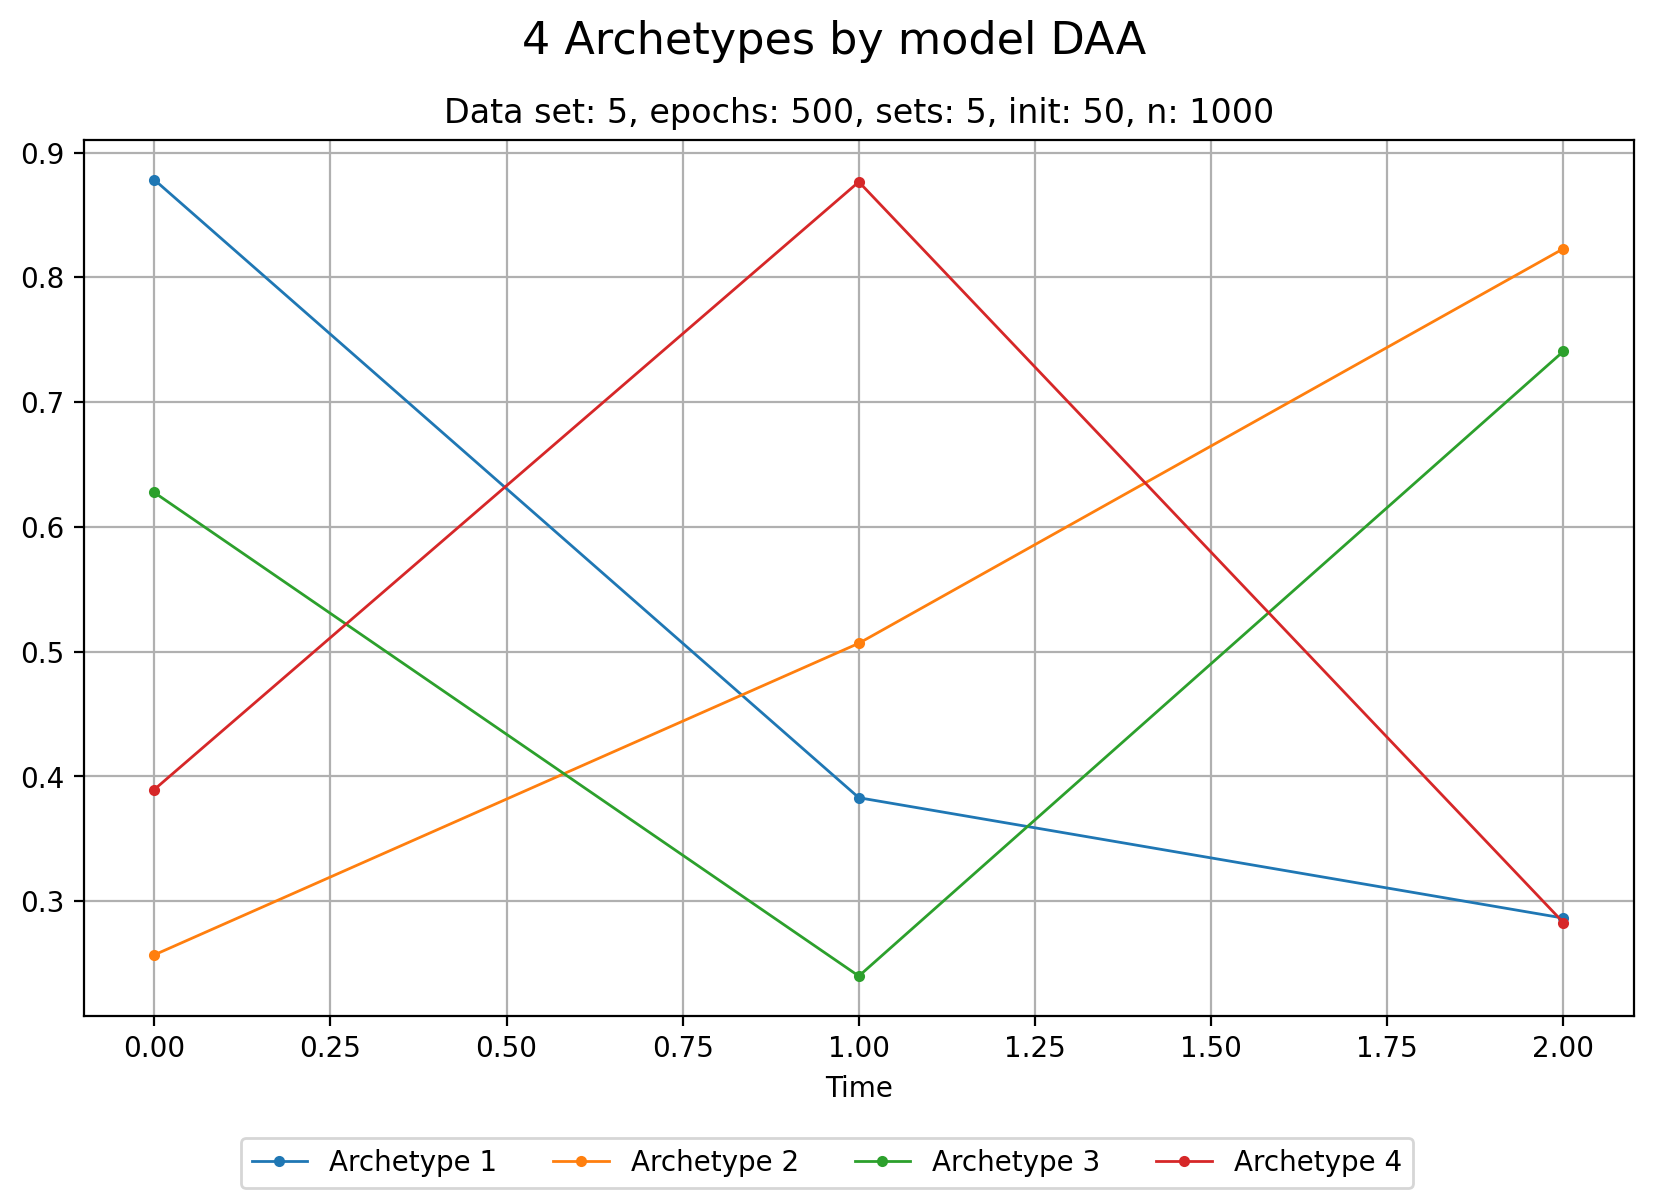 4 Archetypes by model DAA
Data set: 5, epochs: 500, sets: 5, init: 50, n: 1000
0.9
0.8
0.7
0.6
0.5
0.4
0.3
0.00 0.25 0.50 0.75 1.00 1.25 1.50 1.75 2.00
Time
Archetype 1 Archetype 2 Archetype 3 Archetype 4